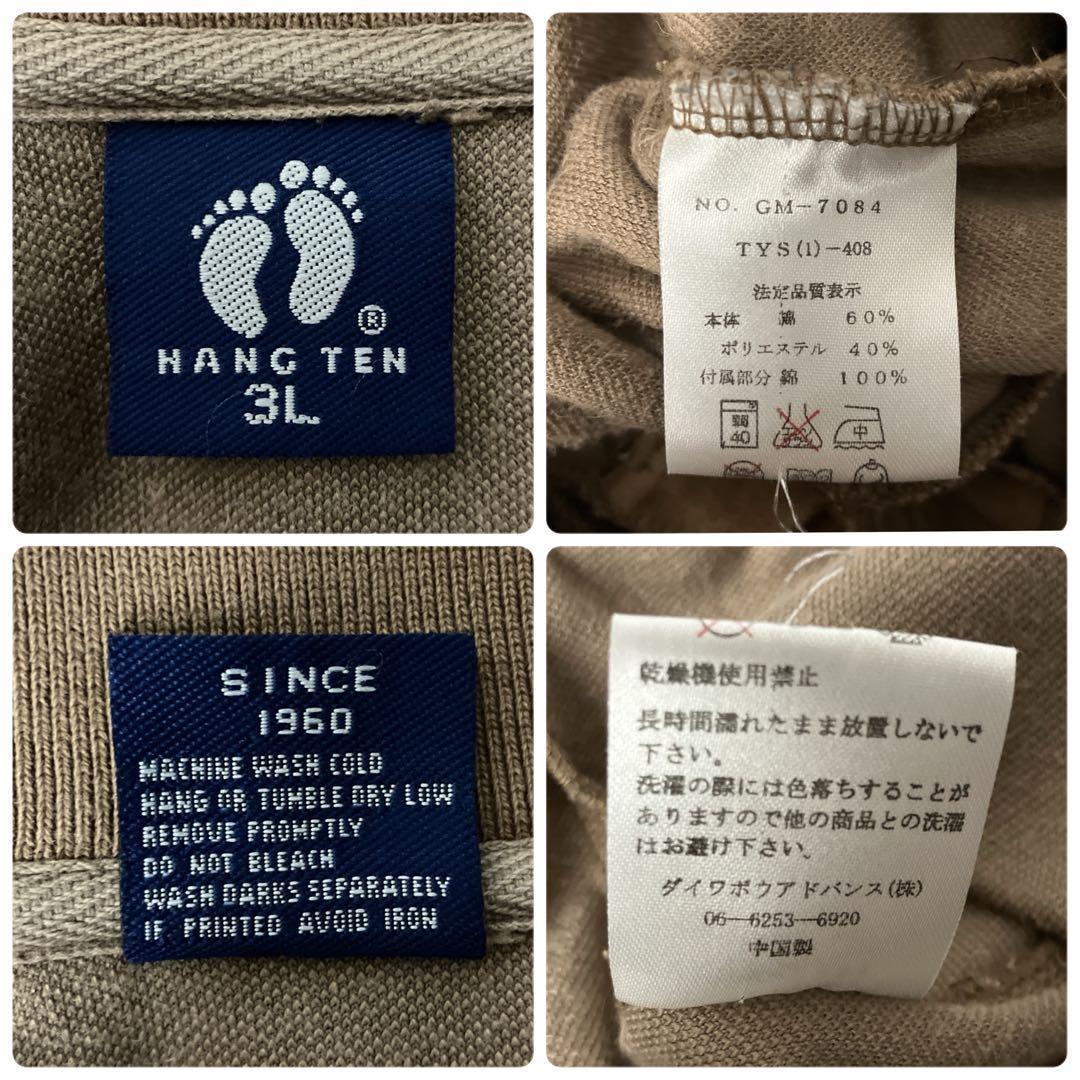 HANG TEN
®
3L
NO. GM-7084
TYS(1)-408
法定品質表示
本体 綿 60%
ポリエステル 40%
付属部分 綿 100%
弱
40
中
SINCE
1960
MACHINE WASH COLD
HANG OR TUMBLE DRY LOW
REMOVE PROMPTLY
DO NOT BLEACH
WASH DARKS SEPARATELY
IF PRINTED AVOID IRON
乾燥機使用禁止
長時間濡れたまま放置しないで
下さい。
洗濯の際には色落ちすることが
ありますので他の商品との洗濯
はお避け下さい。
ダイワボウアドバンス(株)
06-6253-6920
中国製